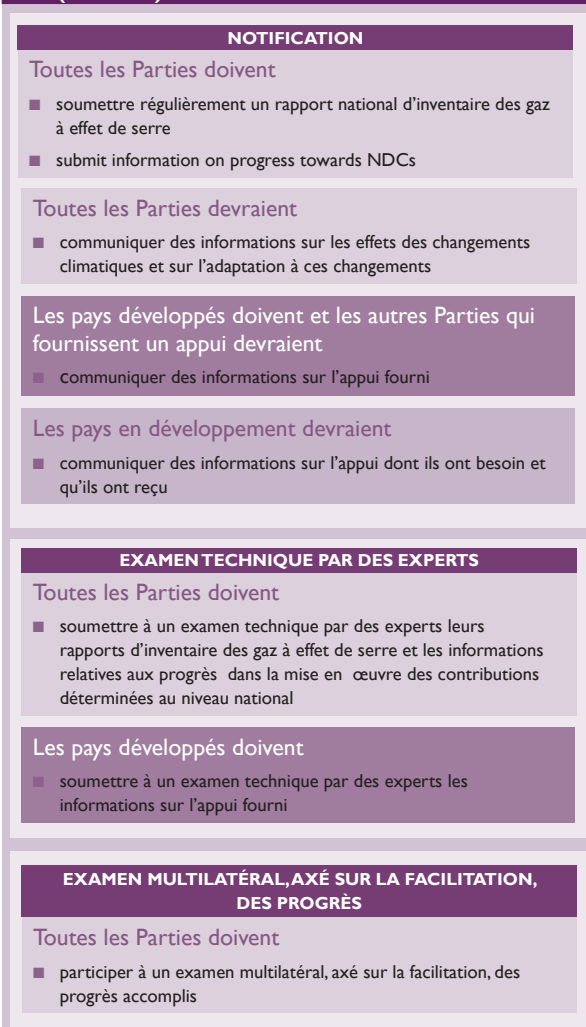 NOTIFICATION
Toutes les Parties doivent
■ soumettre régulièrement un rapport national d'inventaire des gaz
à effet de serre
■ submit information on progress towards NDCs
Toutes les Parties devraient
■ communiquer des informations sur les effets des changements
climatiques et sur l'adaptation à ces changements
Les pays développés doivent et les autres Parties qui
fournissent un appui devraient
■ communiquer des informations sur l'appui fourni
Les pays en développement devraient
■ communiquer des informations sur l'appui dont ils ont besoin et
qu'ils ont reçu
EXAMEN TECHNIQUE PAR DES EXPERTS
Toutes les Parties doivent
■ soumettre à un examen technique par des experts leurs
rapports d'inventaire des gaz à effet de serre et les informations
relatives aux progrès dans la mise en œuvre des contributions
déterminées au niveau national
Les pays développés doivent
■ soumettre à un examen technique par des experts les
informations sur l'appui fourni
EXAMEN MULTILATÉRAL, AXÉ SUR LA FACILITATION,
DES PROGRÈS
Toutes les Parties doivent
■ participer à un examen multilatéral, axé sur la facilitation, des
progrès accomplis